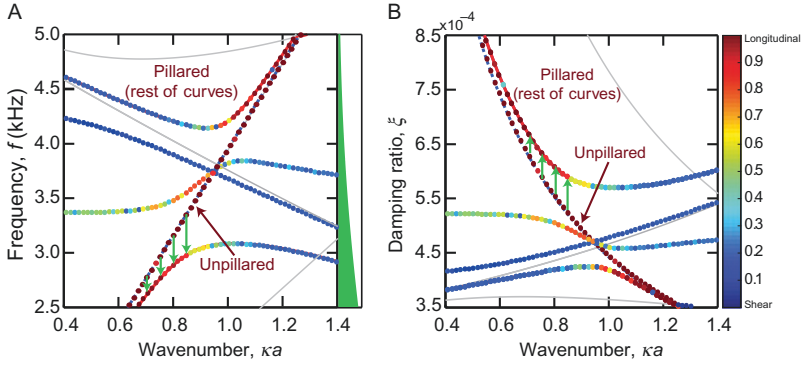 A
Frequency, f (kHz)
5.0
4.5
4.0
3.5
3.0
2.5
Pillared
(rest of curves)
Unpillared
0.4 0.6 0.8 1.0 1.2 1.4
Wavenumber, κa
B
×10⁻⁴
Damping ratio, ξ
8.5
7.5
6.5
5.5
4.5
3.5
Pillared
(rest of curves)
Unpillared
0.4 0.6 0.8 1.0 1.2 1.4
Wavenumber, κa
Longitudinal
0.9
0.8
0.7
0.6
0.5
0.4
0.3
0.2
0.1
Shear